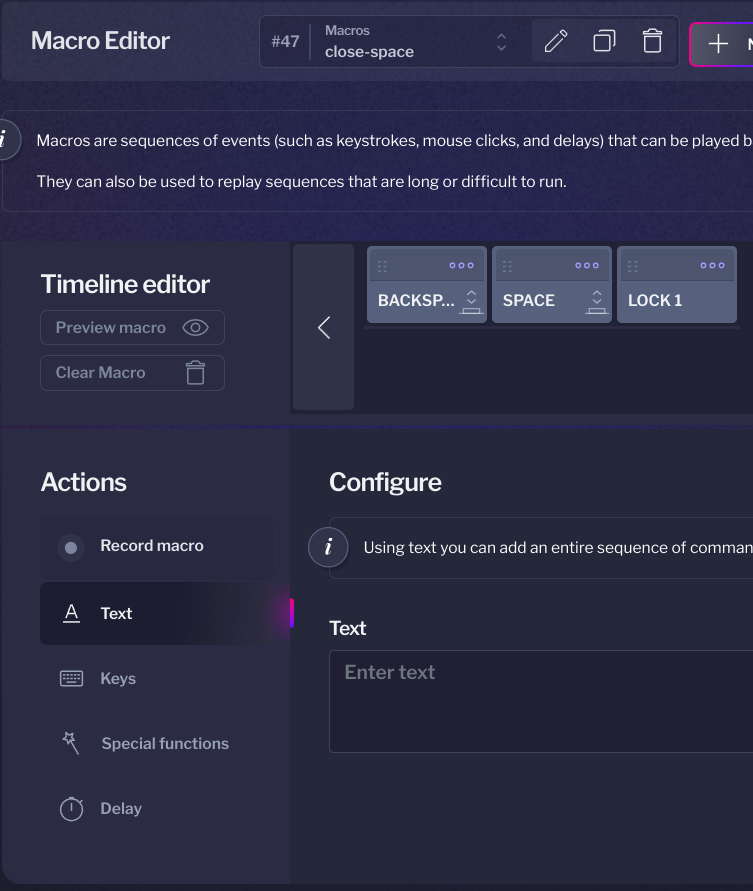 Macro Editor
#47
Macros
close-space
Macros are sequences of events (such as keystrokes, mouse clicks, and delays) that can be played
They can also be used to replay sequences that are long or difficult to run.
Timeline editor
Preview macro
Clear Macro
BACKSP...
SPACE
LOCK 1
Actions
Record macro
Text
Keys
Special functions
Delay
Configure
Using text you can add an entire sequence of
Text
Enter text